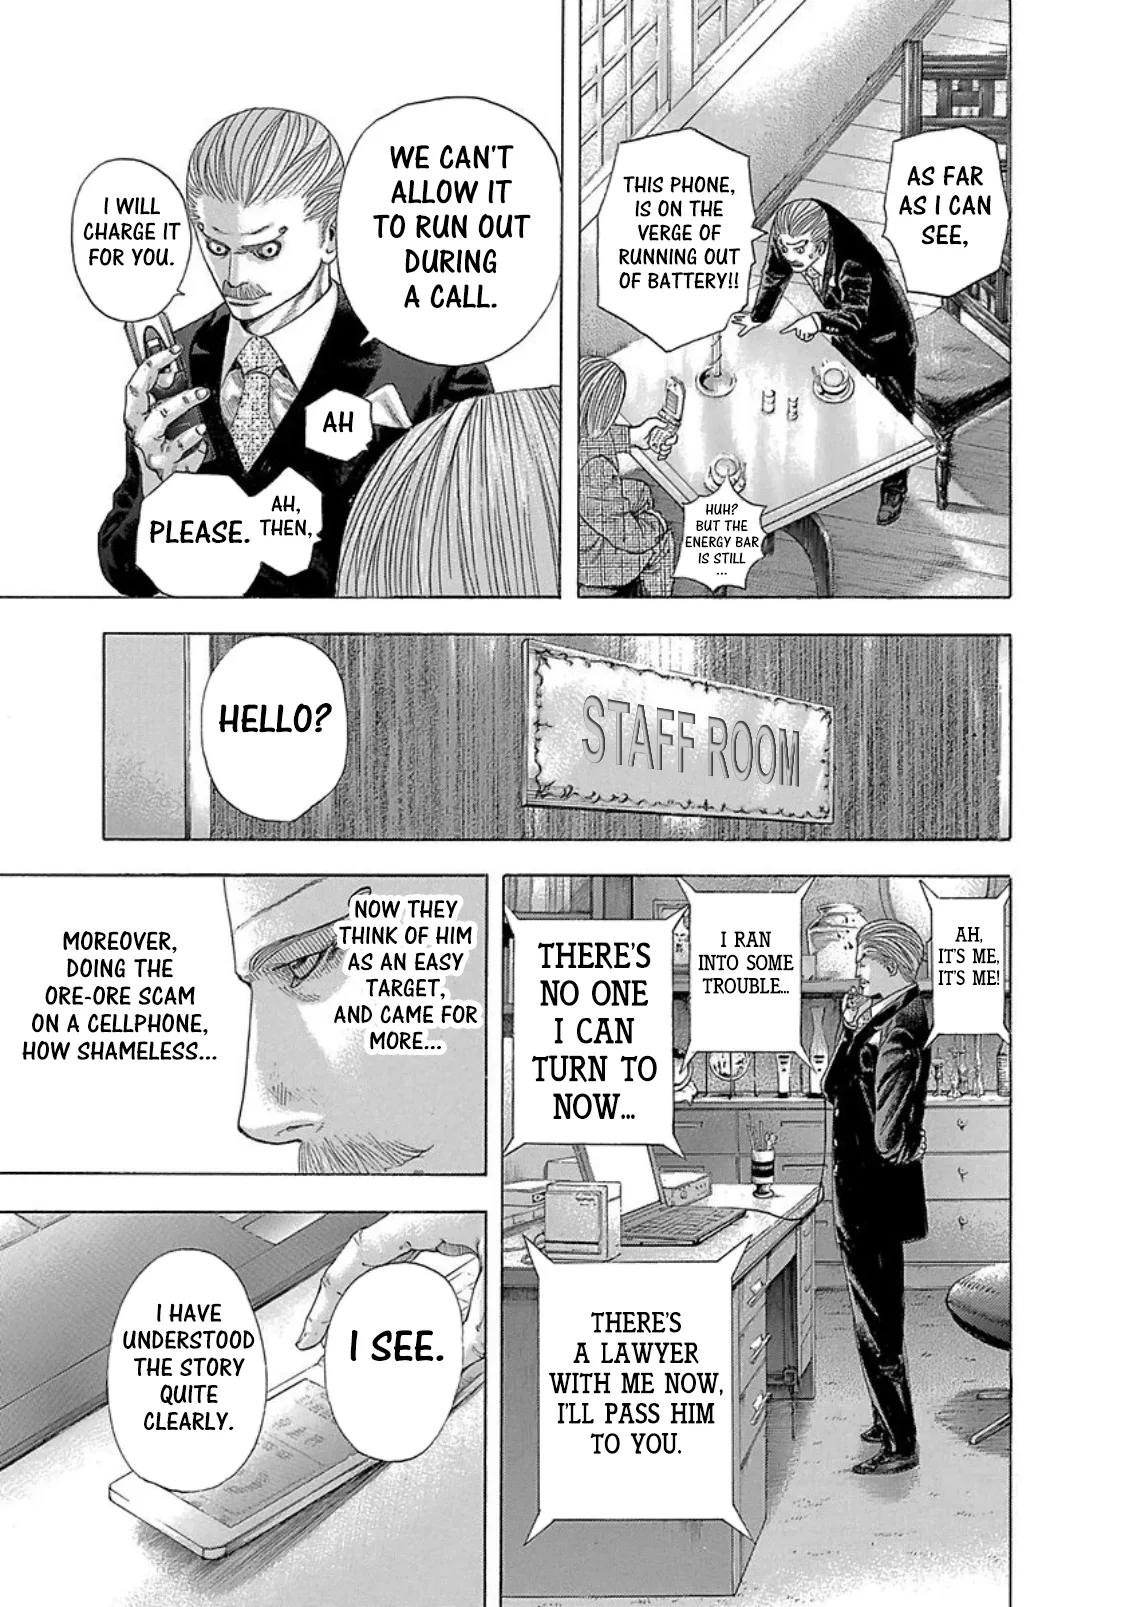 AS FAR
AS I CAN
SEE,
THIS PHONE,
IS ON THE
VERGE OF
RUNNING OUT
OF BATTERY!!
HUH?
BUT THE
ENERGY BAR
IS STILL
...
WE CAN'T
ALLOW IT
TO RUN OUT
DURING
A CALL.
I WILL
CHARGE IT
FOR YOU.
AH
AH,
THEN,
PLEASE.
STAFF ROOM
HELLO?
AH,
IT'S ME,
IT'S ME!
I RAN
INTO SOME
TROUBLE...
THERE'S
NO ONE
I CAN
TURN TO
NOW...
THERE'S
A LAWYER
WITH ME NOW,
I'LL PASS HIM
TO YOU.
NOW THEY
THINK OF HIM
AS AN EASY
TARGET,
AND CAME FOR
MORE...
MOREOVER,
DOING THE
ORE-ORE SCAM
ON A CELLPHONE,
HOW SHAMELESS...
I SEE.
I HAVE
UNDERSTOOD
THE STORY
QUITE
CLEARLY.